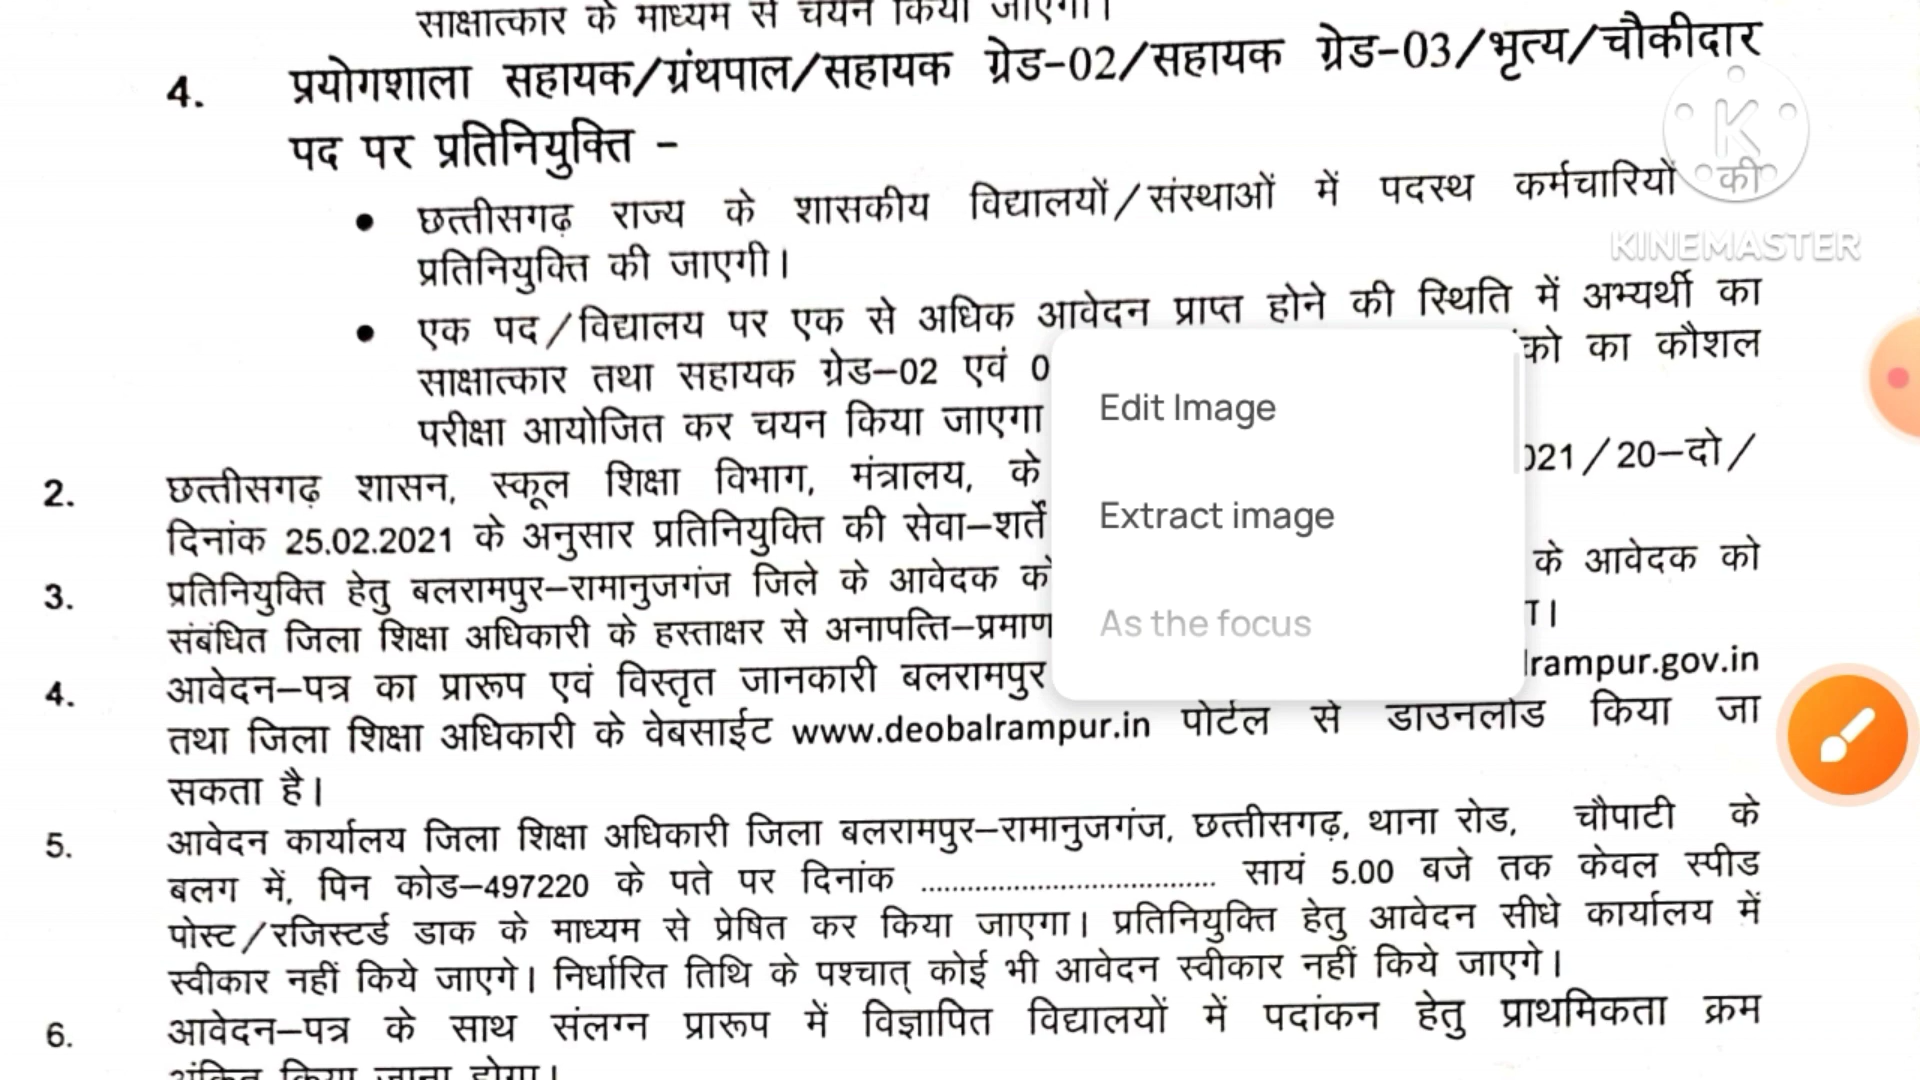 साक्षात्कार के माध्यम से चयन किया जाएगा।
4. प्रयोगशाला सहायक/ग्रंथपाल/सहायक ग्रेड-02/सहायक ग्रेड-03/भृत्य/चौकीदार
पद पर प्रतिनियुक्ति -
• छत्तीसगढ़ राज्य के शासकीय विद्यालयों/संस्थाओं में पदस्थ कर्मचारियों की
KINEMASTER
प्रतिनियुक्ति की जाएगी।
• एक पद/विद्यालय पर एक से अधिक आवेदन प्राप्त होने की स्थिति में अभ्यर्थी का
साक्षात्कार तथा सहायक ग्रेड-02 एवं 0 को का कौशल
Edit Image
परीक्षा आयोजित कर चयन किया जाएगा
2. छत्तीसगढ़ शासन, स्कूल शिक्षा विभाग, मंत्रालय, के 021/20-दो/
Extract image
दिनांक 25.02.2021 के अनुसार प्रतिनियुक्ति की सेवा-शर्ते
3. प्रतिनियुक्ति हेतु बलरामपुर-रामानुजगंज जिले के आवेदक को के आवेदक को
As the focus
संबंधित जिला शिक्षा अधिकारी के हस्ताक्षर से अनापत्ति-प्रमाण
4. आवेदन-पत्र का प्रारूप एवं विस्तृत जानकारी बलरामपुर lrampur.gov.in
तथा जिला शिक्षा अधिकारी के वेबसाईट www.deobalrampur.in पोर्टल से डाउनलोड किया जा
सकता है।
5. आवेदन कार्यालय जिला शिक्षा अधिकारी जिला बलरामपुर-रामानुजगंज, छत्तीसगढ़, थाना रोड, चौपाटी के
बलग में, पिन कोड-497220 के पते पर दिनांक ...................................... सायं 5.00 बजे तक केवल स्पीड
पोस्ट/रजिस्टर्ड डाक के माध्यम से प्रेषित कर किया जाएगा। प्रतिनियुक्ति हेतु आवेदन सीधे कार्यालय में
स्वीकार नहीं किये जाएगे। निर्धारित तिथि के पश्चात् कोई भी आवेदन स्वीकार नहीं किये जाएगे।
6. आवेदन-पत्र के साथ संलग्न प्रारूप में विज्ञापित विद्यालयों में पदांकन हेतु प्राथमिकता क्रम
अंकित किया जाना होगा।